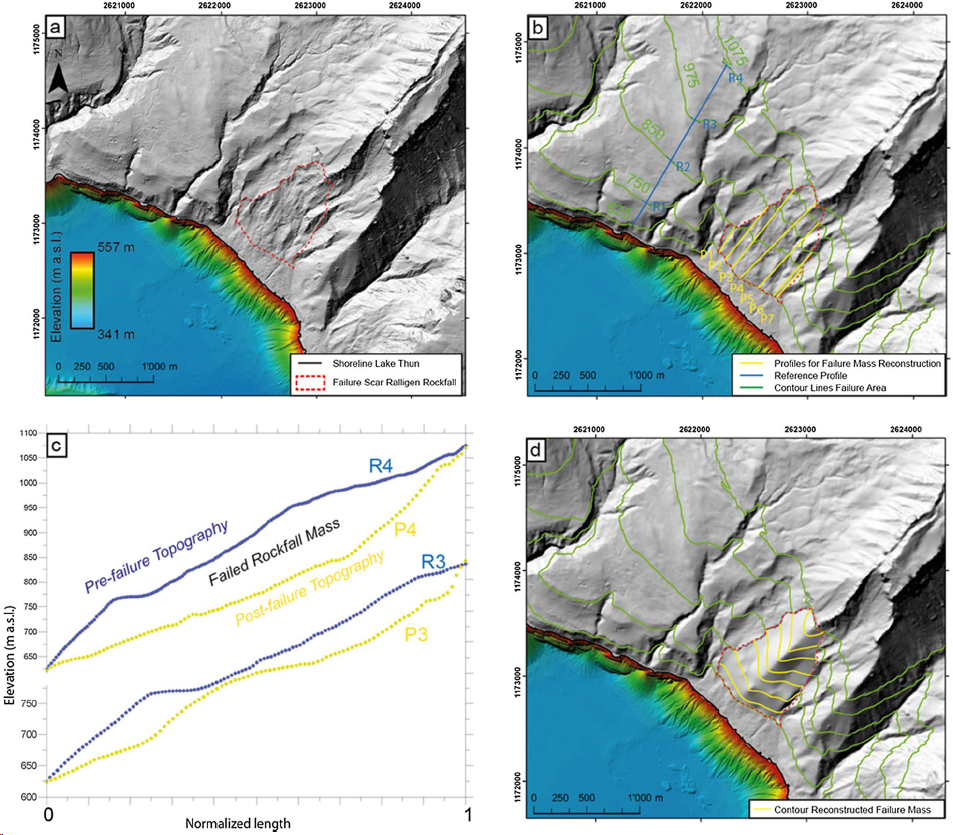 a
2621000 2622000 2623000 2624000
1175000
1174000
1173000
1172000
N
557 m
Elevation (m a.s.l.)
341 m
0 250 500 1'000 m
Shoreline Lake Thun
Failure Scar Ralligen Rockfall
b
2621000 2622000 2623000 2624000
1175000
1174000
1173000
1172000
1075
975
850
750
R4
R3
R2
R1
P1
P2
P3
P4
P5
P6
P7
0 250 500 1'000 m
Profiles for Failure Mass Reconstruction
Reference Profile
Contour Lines Failure Area
c
1100
1050
1000
950
900
850
800
750
700
650
750
700
650
600
Elevation (m a.s.l.)
R4
Pre-failure Topography
Failed Rockfall Mass
P4
Post-failure Topography
R3
P3
0 1
Normalized length
d
2621000 2622000 2623000 2624000
1175000
1174000
1173000
1172000
0 250 500 1'000 m
Contour Reconstructed Failure Mass